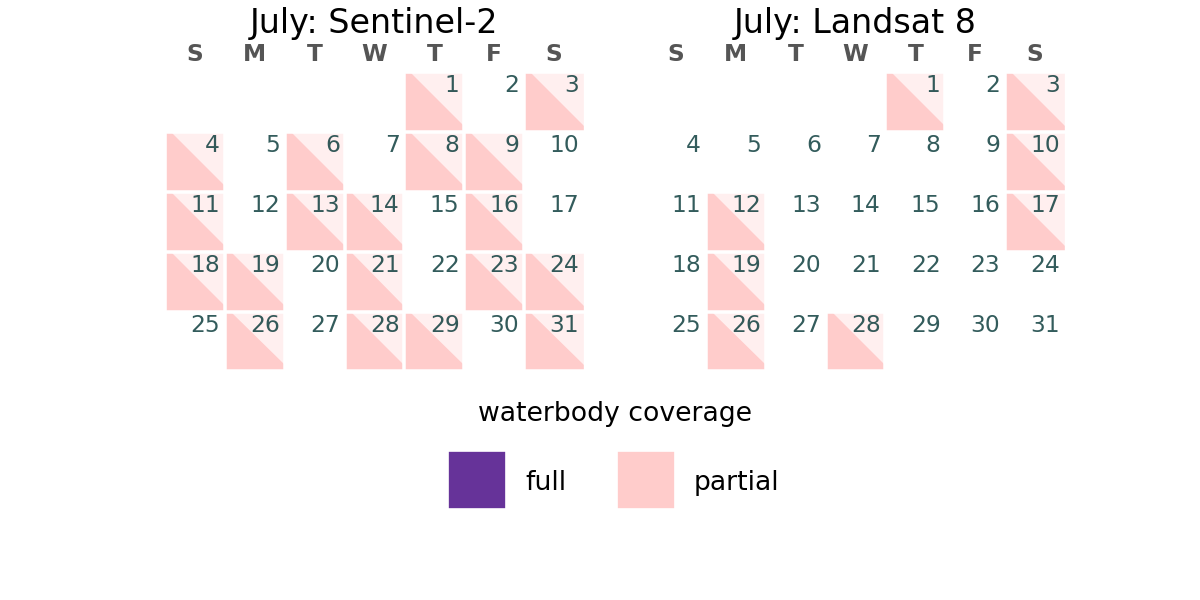 July: Sentinel-2
S M T W T F S
1 2 3
4 5 6 7 8 9 10
11 12 13 14 15 16 17
18 19 20 21 22 23 24
25 26 27 28 29 30 31
July: Landsat 8
S M T W T F S
1 2 3
4 5 6 7 8 9 10
11 12 13 14 15 16 17
18 19 20 21 22 23 24
25 26 27 28 29 30 31
waterbody coverage
full partial